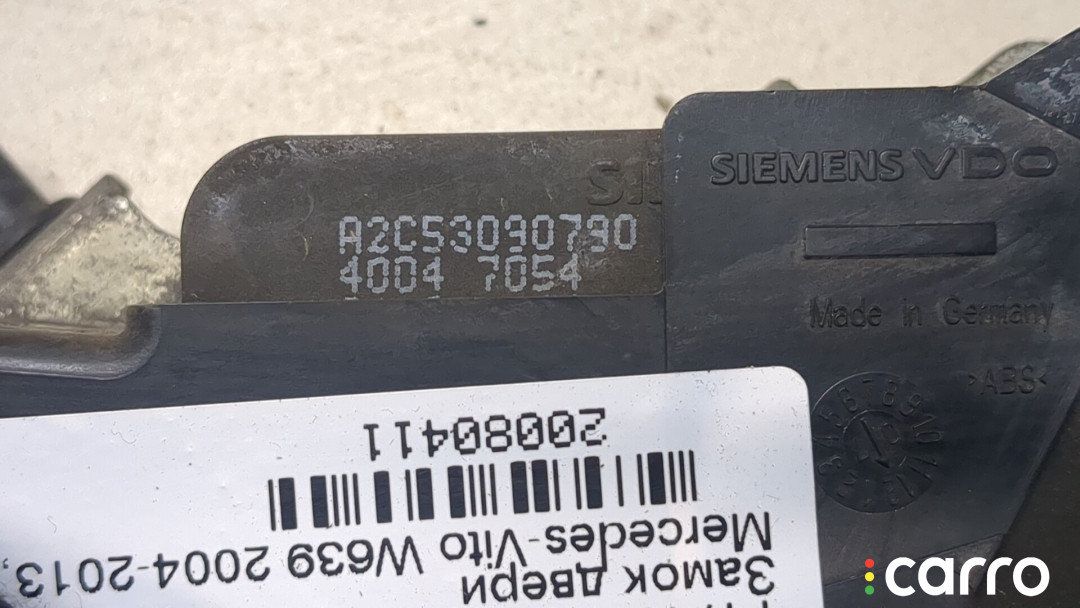 SIEMENS VDO
A2C53090790
4004 7054
Made in Germany
>ABS<
Замок двери
Mercedes-Vito W639 2004-2013,
20080411
carro